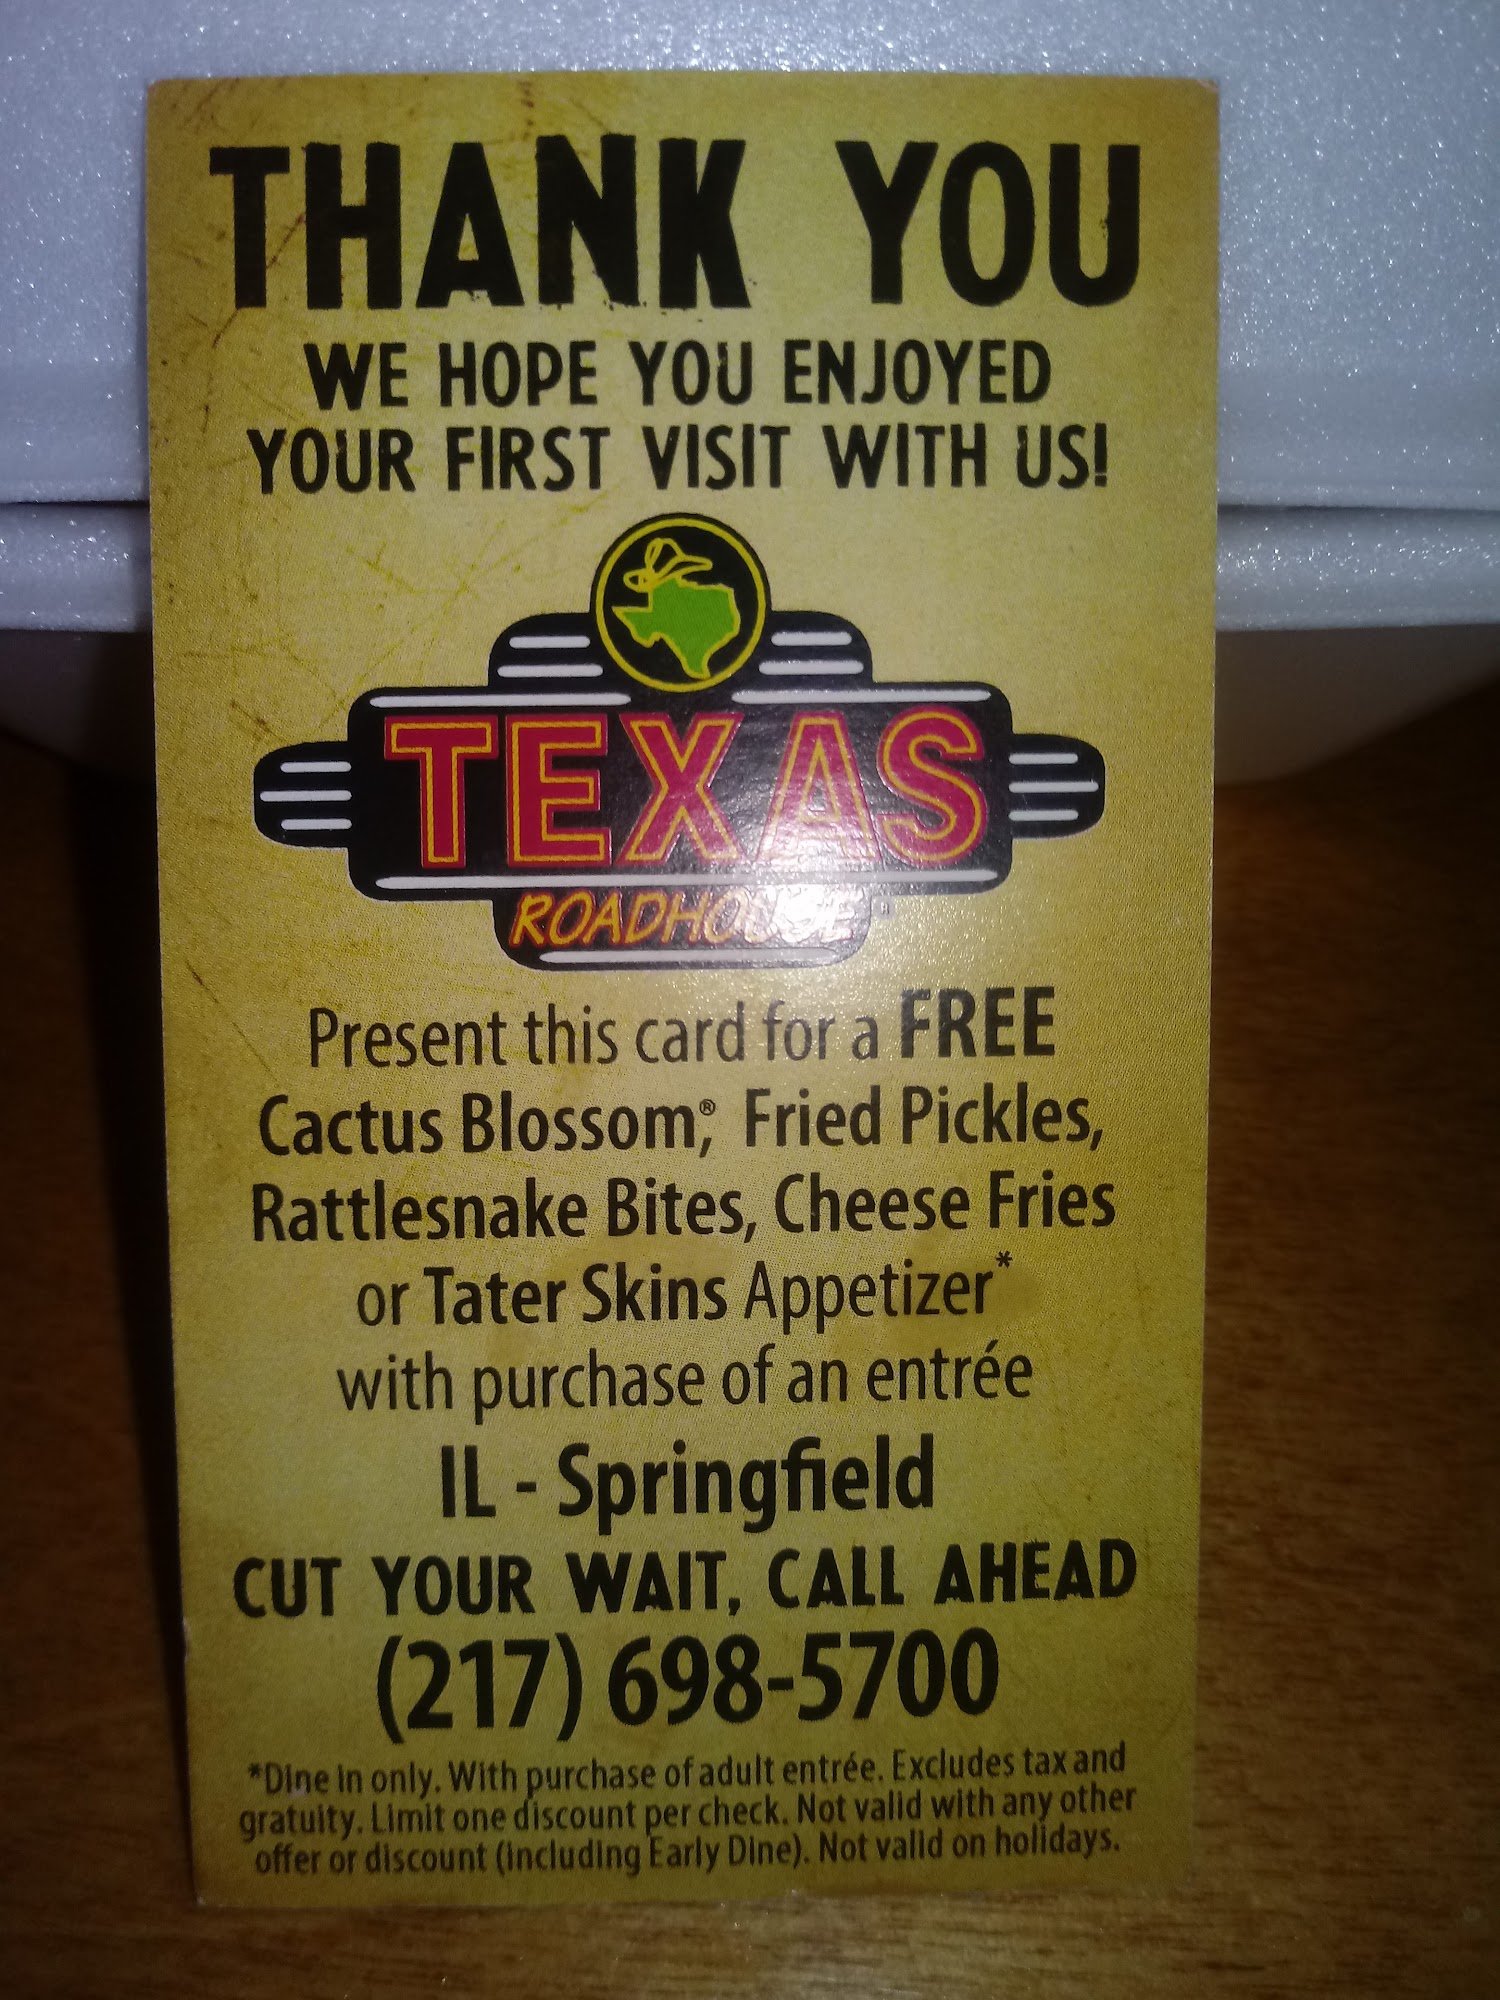 THANK YOU
WE HOPE YOU ENJOYED
YOUR FIRST VISIT WITH US!
TEXAS
ROADHOUSE®
Present this card for a FREE
Cactus Blossom®, Fried Pickles,
Rattlesnake Bites, Cheese Fries
or Tater Skins Appetizer*
with purchase of an entrée
IL - Springfield
CUT YOUR WAIT, CALL AHEAD
(217) 698-5700
*Dine in only. With purchase of adult entrée. Excludes tax and
gratuity. Limit one discount per check. Not valid with any other
offer or discount (including Early Dine). Not valid on holidays.